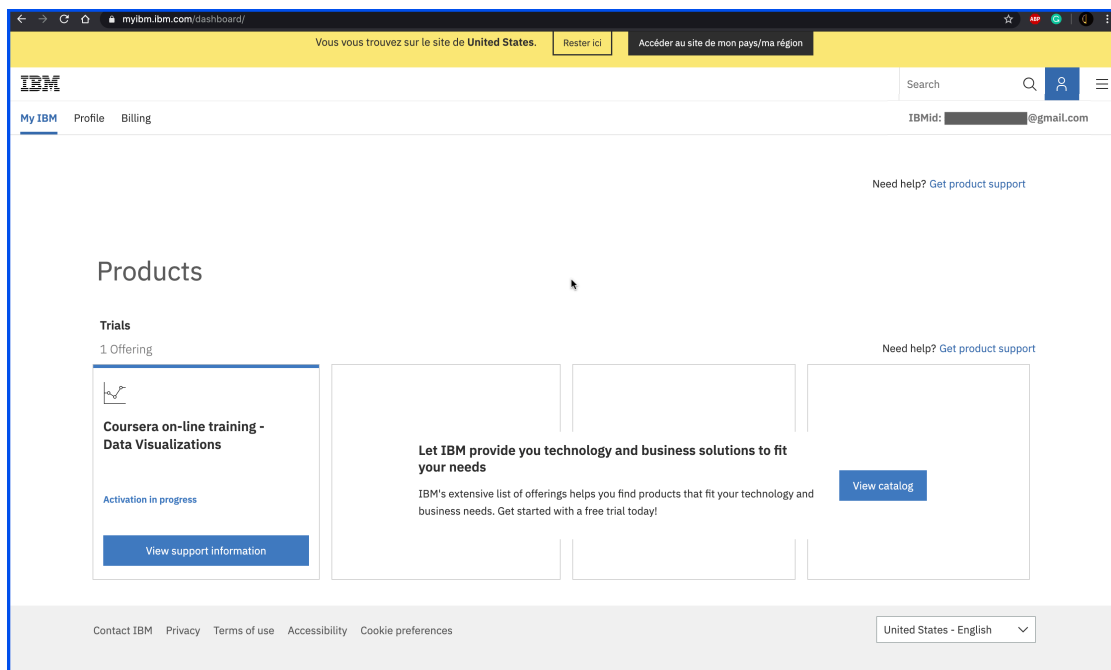 myibm.ibm.com/dashboard/
ABP
Vous vous trouvez sur le site de United States. Rester ici Accéder au site de mon pays/ma région
IBM Search
My IBM Profile Billing IBMid: @gmail.com
Need help? Get product support
Products
Trials
1 Offering Need help? Get product support
Coursera on-line training -
Data Visualizations
Activation in progress
View support information
Let IBM provide you technology and business solutions to fit
your needs
IBM's extensive list of offerings helps you find products that fit your technology and
business needs. Get started with a free trial today!
View catalog
Contact IBM Privacy Terms of use Accessibility Cookie preferences United States - English